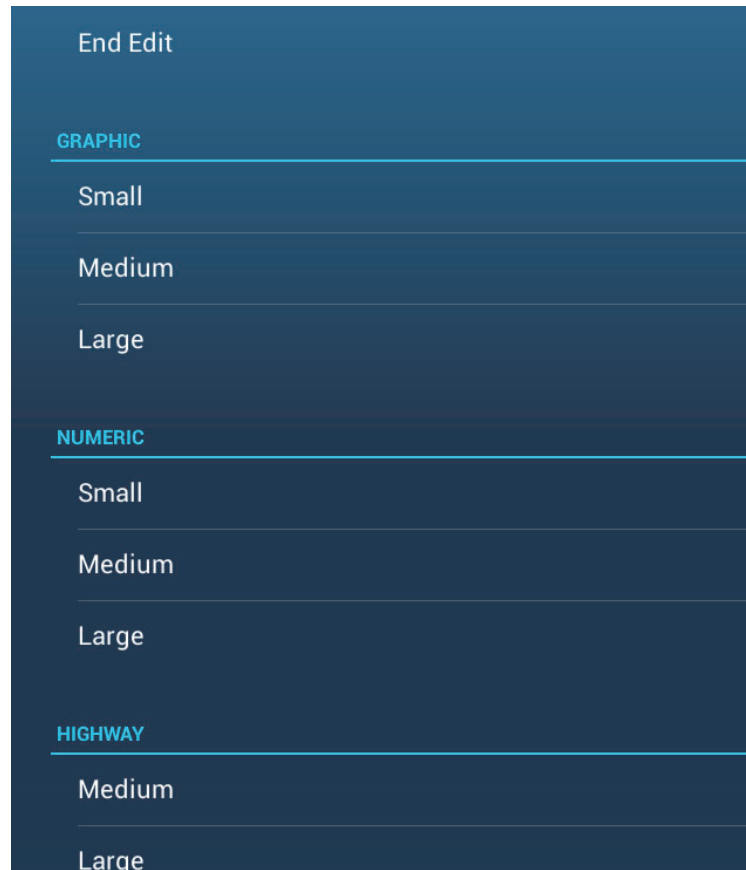 End Edit
GRAPHIC
Small
Medium
Large
NUMERIC
Small
Medium
Large
HIGHWAY
Medium
Large